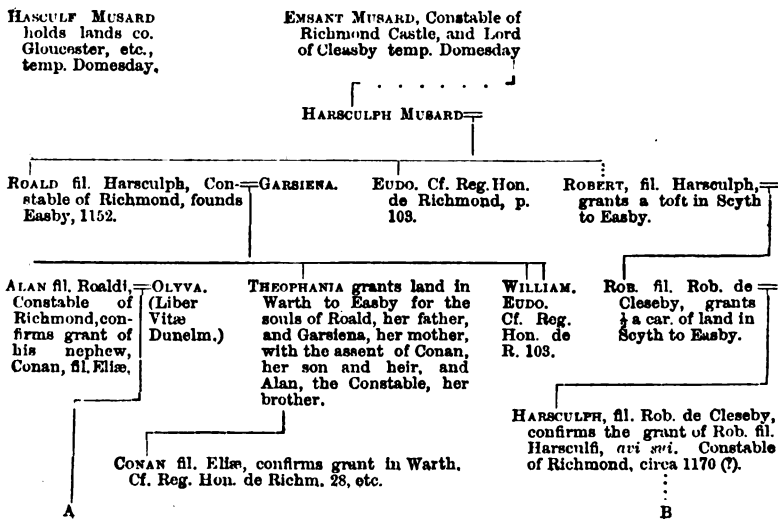 HASCULF MUSARD
holds lands co.
Gloucester, etc.,
temp. Domesday.
EMSANT MUSARD, Constable of
Richmond Castle, and Lord
of Cleasby temp. Domesday
HARSCULPH MUSARD
ROALD fil. Harsculph, Con-
stable of Richmond, founds
Easby, 1152.
GARSIENA.
EUDO. Cf. Reg. Hon.
de Richmond, p.
103.
ROBERT, fil. Harsculph,
grants a toft in Scyth
to Easby.
ALAN fil. Roaldi,
Constable of
Richmond, con-
firms grant of
his nephew,
Conan, fil. Eliæ.
OLYVA.
(Liber
Vitæ
Dunelm.)
THEOPHANIA grants land in
Warth to Easby for the
souls of Roald, her father,
and Garsiena, her mother,
with the assent of Conan,
her son and heir, and
Alan, the Constable, her
brother.
WILLIAM.
EUDO.
Cf. Reg.
Hon. de
R. 103.
ROB. fil. Rob. de
Cleseby, grants
½ a car. of land in
Scyth to Easby.
HARSCULPH, fil. Rob. de Cleseby,
confirms the grant of Rob. fil.
Harsculfi, avi sui. Constable
of Richmond, circa 1170 (?).
CONAN fil. Eliæ, confirms grant in Warth.
Cf. Reg. Hon. de Richm. 28, etc.
A
B